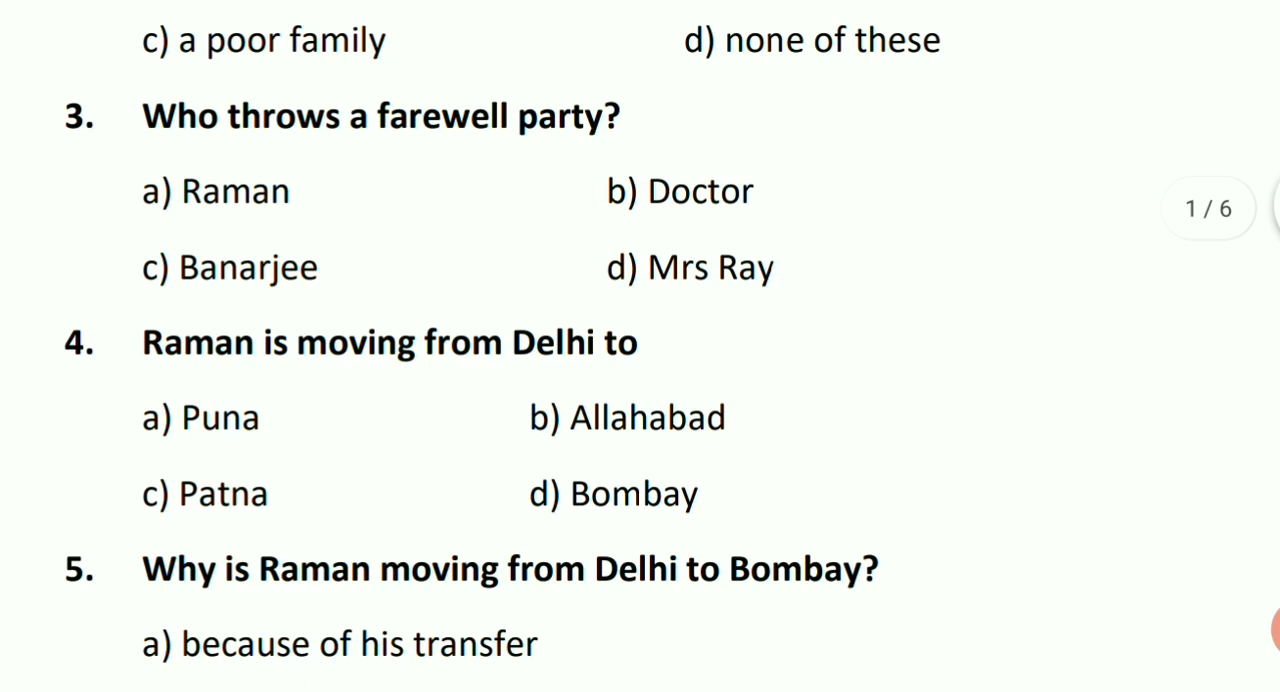 c) a poor family d) none of these
3. Who throws a farewell party?
a) Raman b) Doctor
1 / 6
c) Banarjee d) Mrs Ray
4. Raman is moving from Delhi to
a) Puna b) Allahabad
c) Patna d) Bombay
5. Why is Raman moving from Delhi to Bombay?
a) because of his transfer